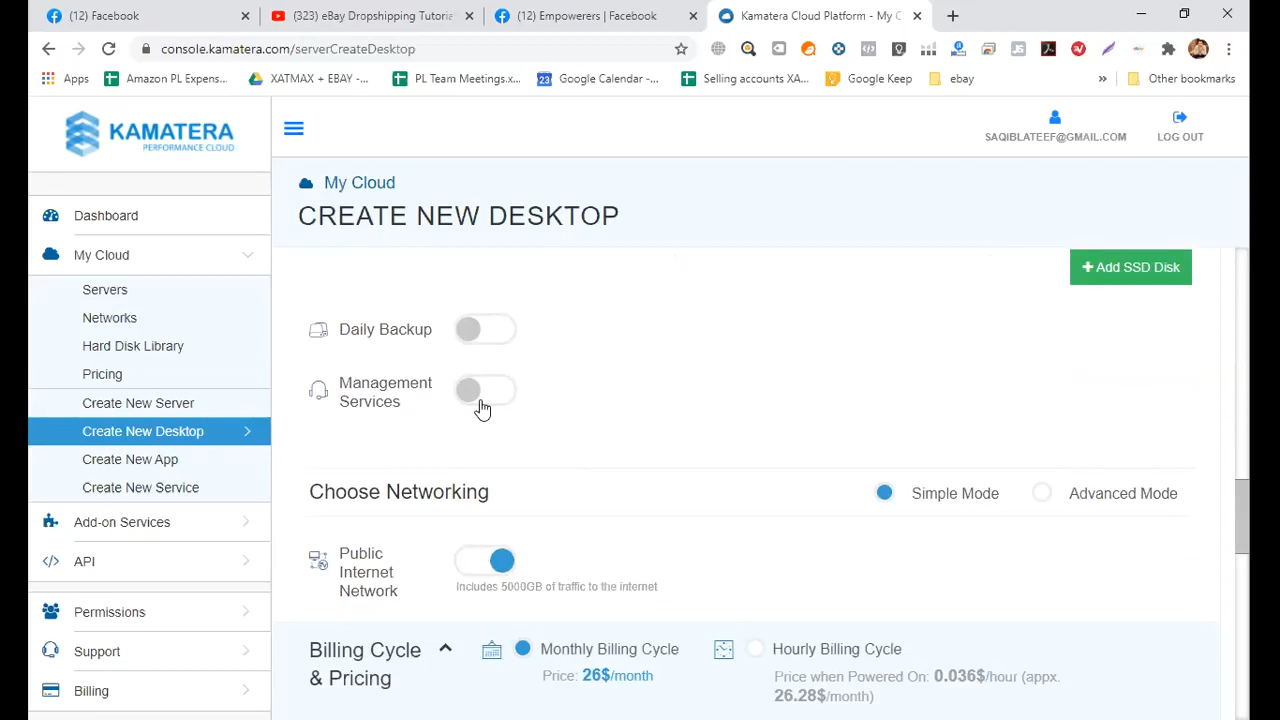 (12) Facebook
(323) eBay Dropshipping Tutoria
(12) Empowerers | Facebook
Kamatera Cloud Platform - My C
console.kamatera.com/serverCreateDesktop
Apps
Amazon PL Expens...
XATMAX + EBAY -...
PL Team Meetings.x...
23
Google Calendar -...
Selling accounts XA...
Google Keep
ebay
»
Other bookmarks
KAMATERA
PERFORMANCE CLOUD
SAQIBLATEEF@GMAIL.COM
LOG OUT
My Cloud
CREATE NEW DESKTOP
Dashboard
My Cloud
Servers
Networks
Hard Disk Library
Pricing
Create New Server
Create New Desktop
Create New App
Create New Service
Add-on Services
API
Permissions
Support
Billing
+ Add SSD Disk
Daily Backup
Management
Services
Choose Networking
Simple Mode
Advanced Mode
Public
Internet
Network
Includes 5000GB of traffic to the internet
Billing Cycle
& Pricing
Monthly Billing Cycle
Price: 26$/month
Hourly Billing Cycle
Price when Powered On: 0.036$/hour (appx.
26.28$/month)